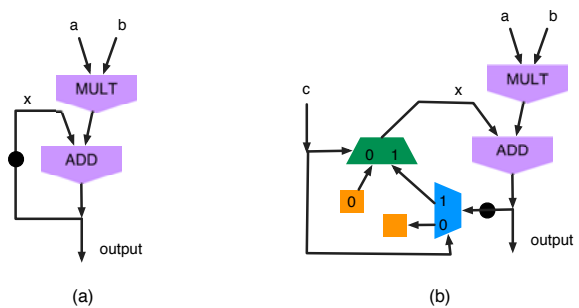 a b
MULT
x
ADD
output
(a)
a b
MULT
c
x
0 1
ADD
0
1
0
output
(b)